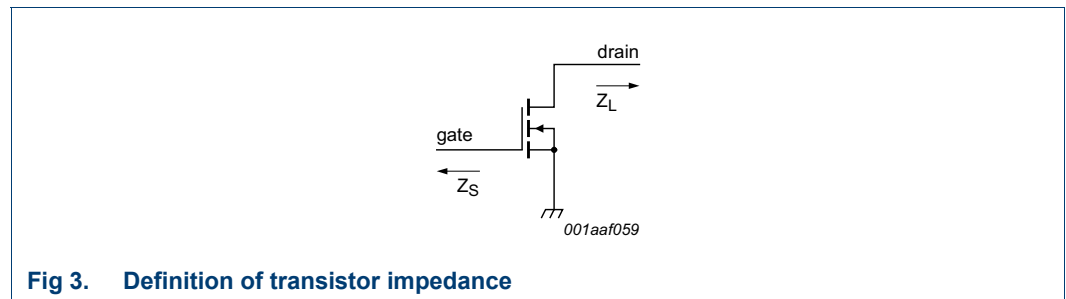 drain
Z_L
gate
Z_S
001aaf059
Fig 3. Definition of transistor impedance